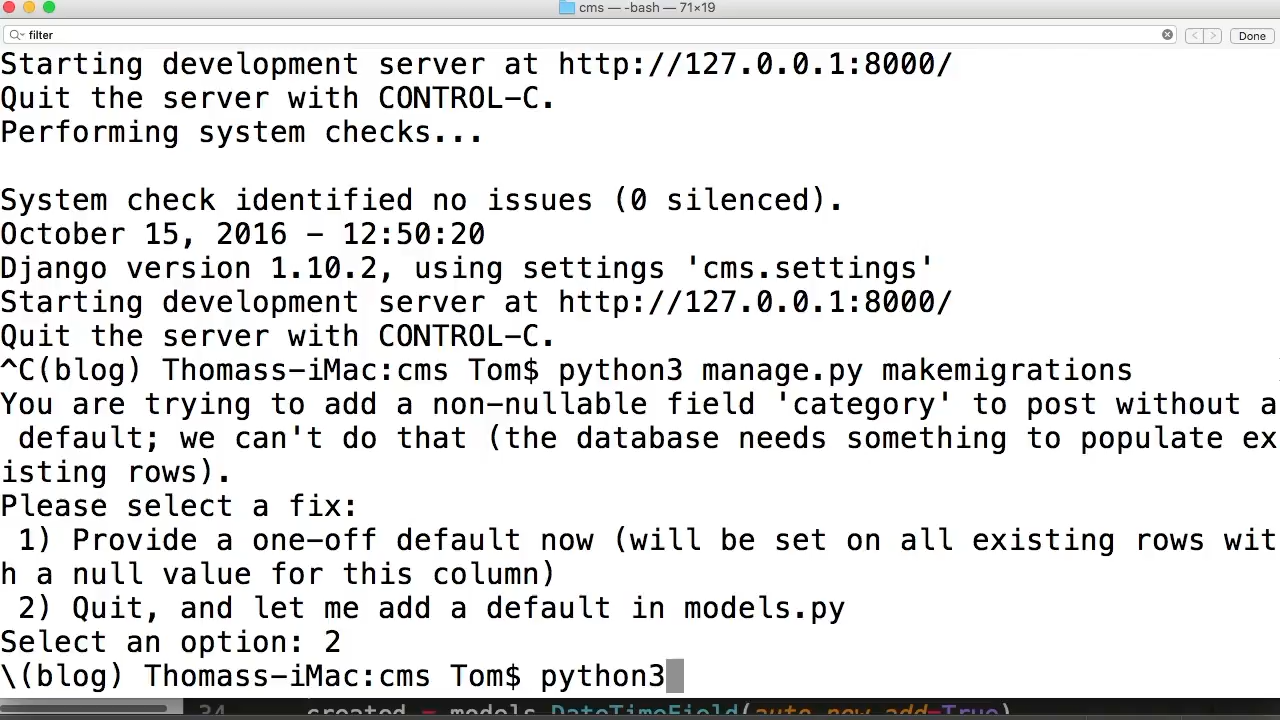 cms — -bash — 71×19
filter
Done
Starting development server at http://127.0.0.1:8000/
Quit the server with CONTROL-C.
Performing system checks...
System check identified no issues (0 silenced).
October 15, 2016 - 12:50:20
Django version 1.10.2, using settings 'cms.settings'
Starting development server at http://127.0.0.1:8000/
Quit the server with CONTROL-C.
^C(blog) Thomass-iMac:cms Tom$ python3 manage.py makemigrations
You are trying to add a non-nullable field 'category' to post without a
 default; we can't do that (the database needs something to populate ex
isting rows).
Please select a fix:
 1) Provide a one-off default now (will be set on all existing rows wit
h a null value for this column)
 2) Quit, and let me add a default in models.py
Select an option: 2
\(blog) Thomass-iMac:cms Tom$ python3
34 created = models.DateTimeField(auto_now_add=True)